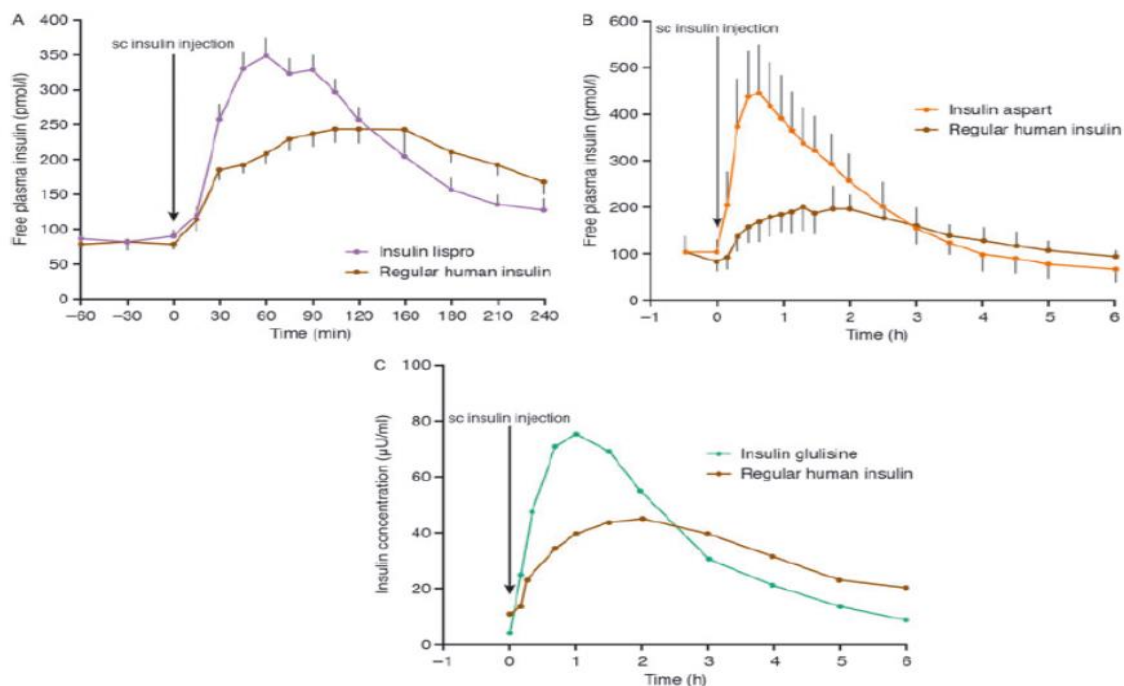 A
400
350
300
250
200
150
100
50
0
Free plasma insulin (pmol/l)
sc insulin injection
Insulin lispro
Regular human insulin
−60 −30 0 30 60 90 120 160 180 210 240
Time (min)
B
600
500
400
300
200
100
0
Free plasma insulin (pmol/l)
sc insulin injection
Insulin aspart
Regular human insulin
−1 0 1 2 3 4 5 6
Time (h)
C
100
80
60
40
20
0
Insulin concentration (µU/ml)
sc insulin injection
Insulin glulisine
Regular human insulin
−1 0 1 2 3 4 5 6
Time (h)